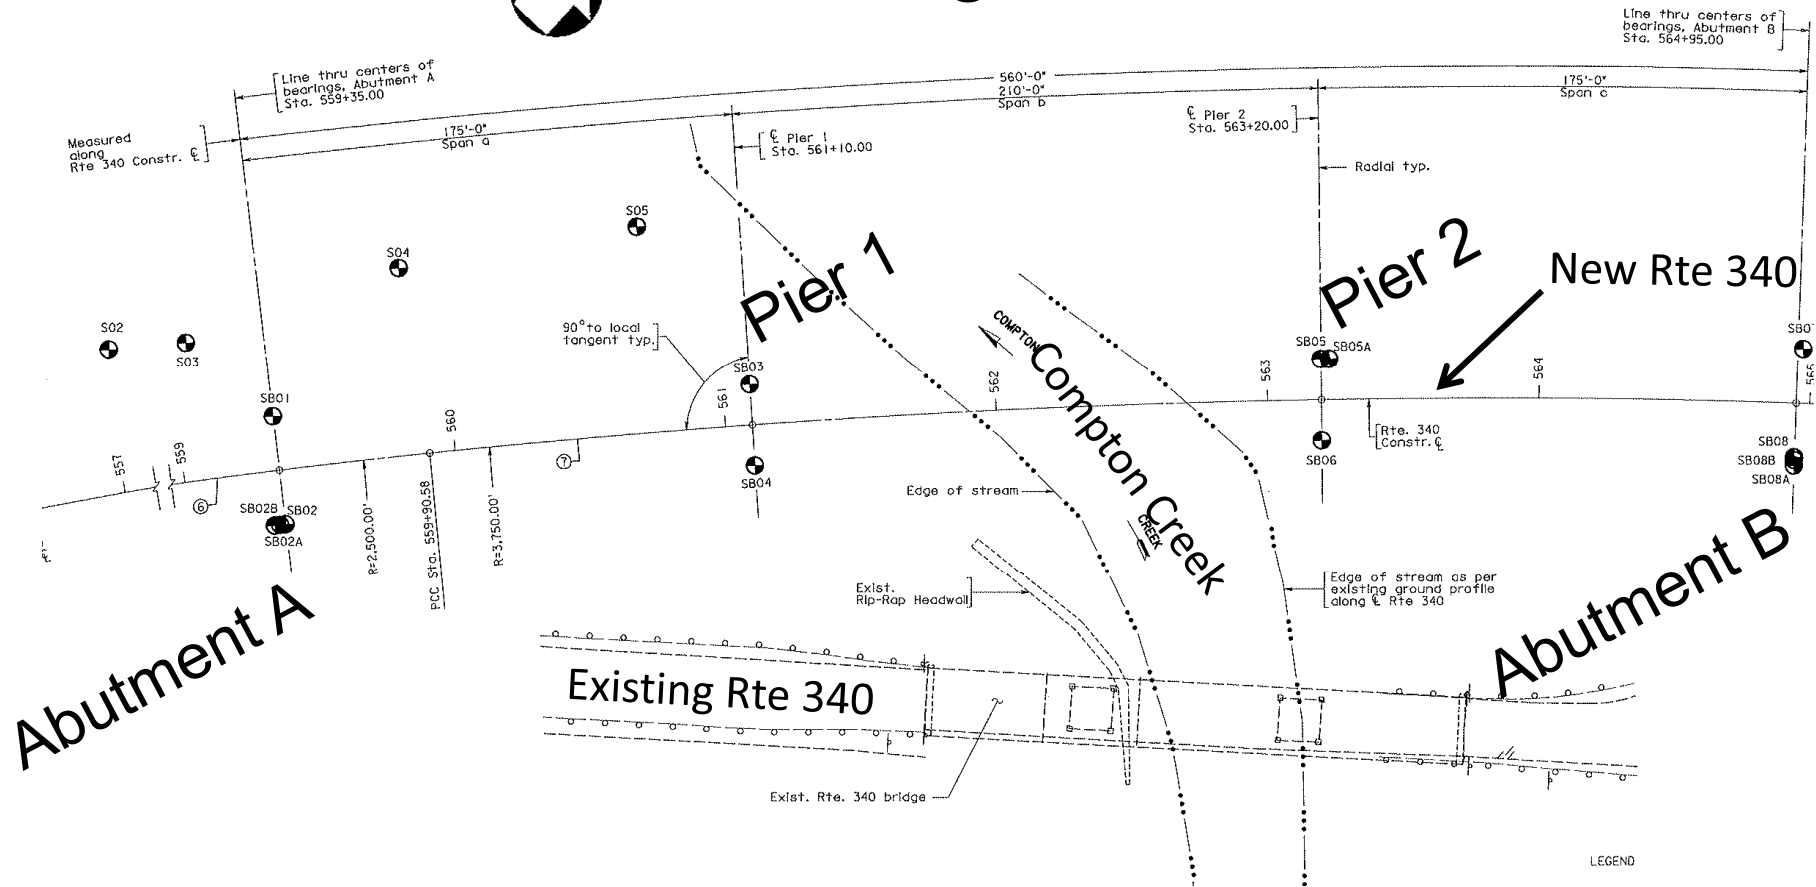 Line thru centers of
bearings, Abutment B
Sta. 564+95.00
Line thru centers of
bearings, Abutment A
Sta. 559+35.00
560'-0"
210'-0"
Span b
175'-0"
Span c
175'-0"
Span a
Measured
along
Rte 340 Constr. ℄
℄ Pier 1
Sta. 561+10.00
℄ Pier 2
Sta. 563+20.00
Radial typ.
S05
S04
S02
S03
Pier 1
Pier 2
New Rte 340
90° to local
tangent typ.
COMPTON
Compton Creek
CREEK
SB01
SB03
SB05
SB05A
557
559
560
561
562
563
564
Rte. 340
Constr. ℄
SB06
SB04
SB08
SB08B
SB08A
6
7
SB02B
SB02
SB02A
R=2,500.00'
PCC Sta. 559+90.58
R=3,750.00'
Edge of stream
Exist.
Rip-Rap Headwall
Edge of stream as per
existing ground profile
along ℄ Rte 340
Abutment A
Abutment B
Existing Rte 340
Exist. Rte. 340 bridge
LEGEND